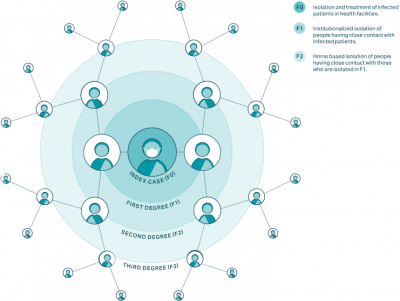 F0
Isolation and treatment of infected
patients in health facilities.
F1
Institutionalized isolation of
people having close contact with
infected patients.
F2
Home based isolation of people
having close contact with those
who are isolated in F1.
INDEX CASE (F0)
FIRST DEGREE (F1)
SECOND DEGREE (F2)
THIRD DEGREE (F3)